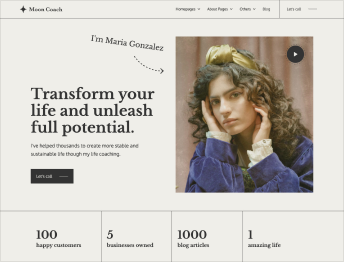 Moon Coach
Homepages
About Pages
Others
Blog
Let's call
I'm Maria Gonzalez
Transform your
life and unleash
full potential.
I've helped thousands to create more stable and
sustainable life though my life coaching.
Let's call
100
happy customers
5
businesses owned
1000
blog articles
1
amazing life